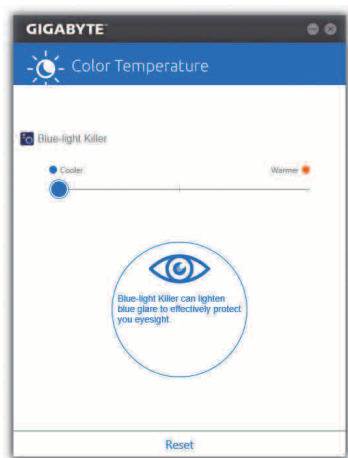 GIGABYTE™
Color Temperature
Blue-light Killer
Cooler
Warmer
Blue-light Killer can lighten
blue glare to effectively protect
you eyesight.
Reset